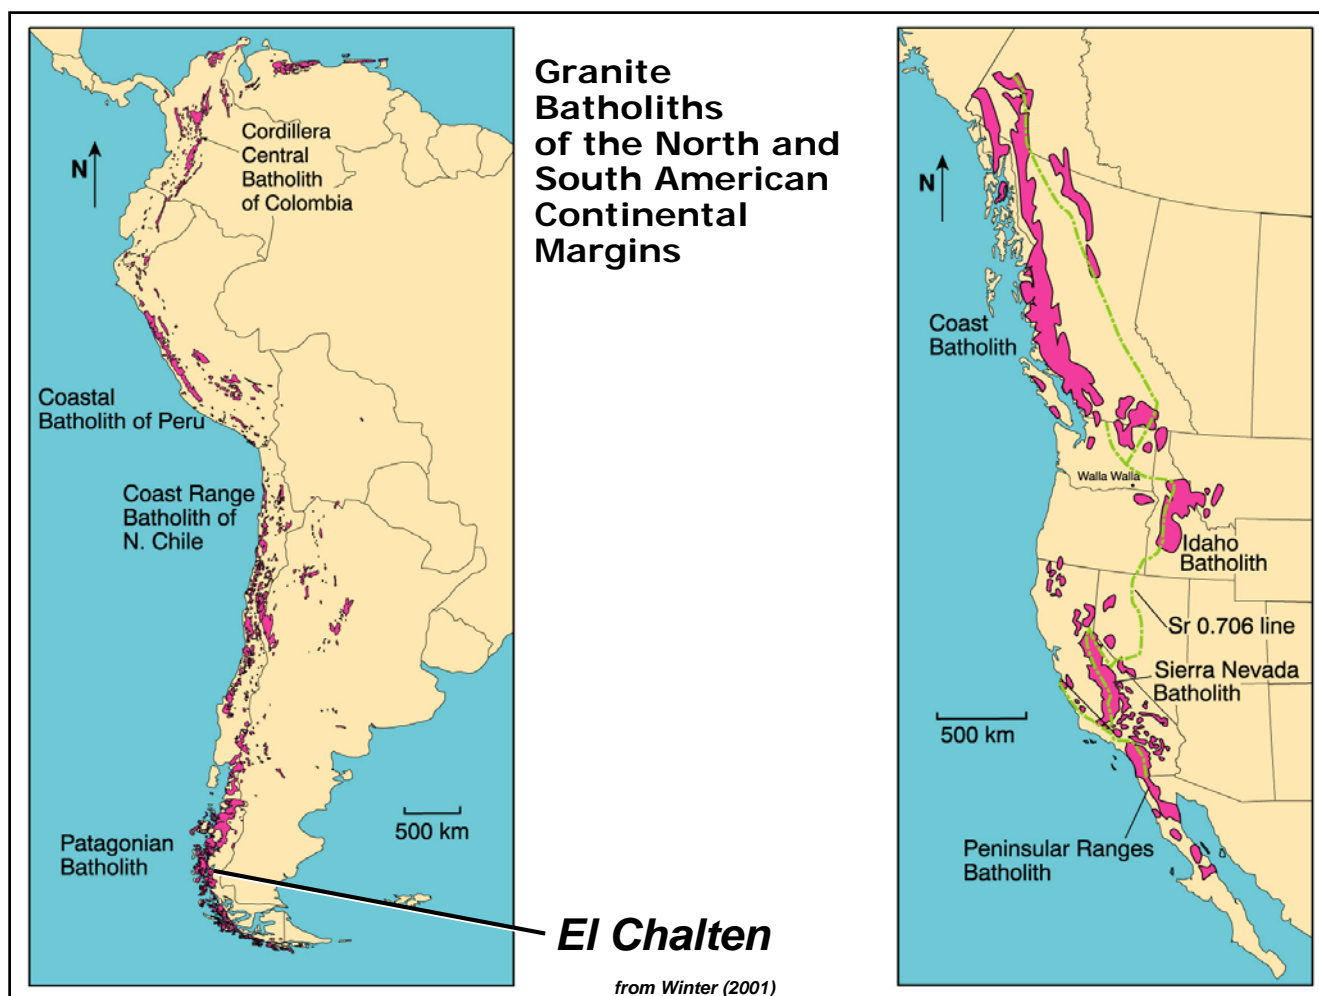 Granite
Batholiths
of the North and
South American
Continental
Margins
N
Cordillera
Central
Batholith
of Colombia
Coastal
Batholith of Peru
Coast Range
Batholith of
N. Chile
500 km
Patagonian
Batholith
El Chalten
from Winter (2001)
N
Coast
Batholith
Walla Walla
Idaho
Batholith
Sr 0.706 line
Sierra Nevada
Batholith
500 km
Peninsular Ranges
Batholith